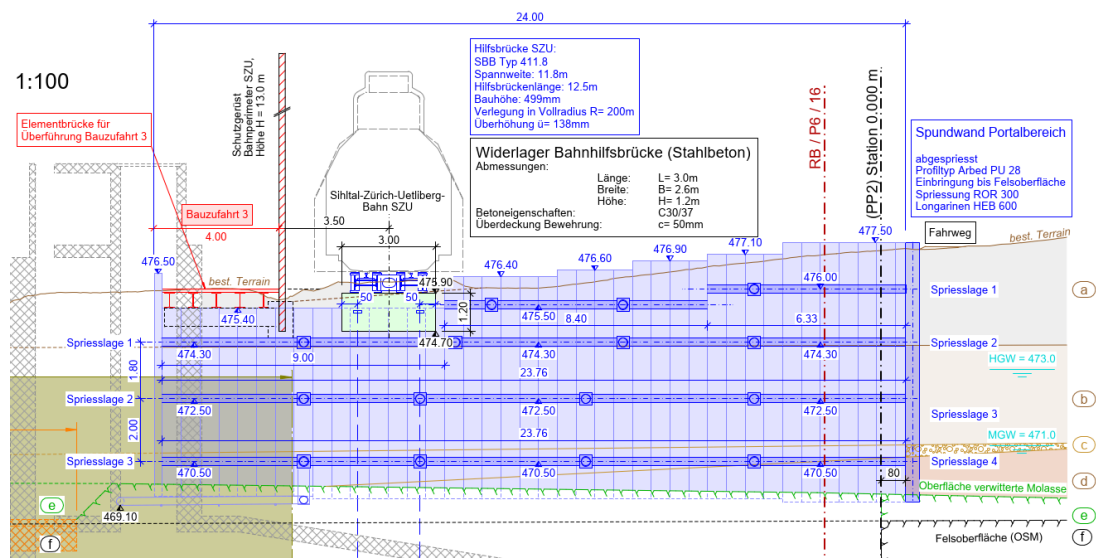 24.00
1:100
Elementbrücke für
Überführung Bauzufahrt 3
Schutzgerüst
Bahnperimeter SZU,
Höhe H = 13.0 m
Hilfsbrücke SZU:
SBB Typ 411.8
Spannweite: 11.8m
Hilfsbrückenlänge: 12.5m
Bauhöhe: 499mm
Verlegung in Vollradius R= 200m
Überhöhung ü= 138mm
Widerlager Bahnhilfsbrücke (Stahlbeton)
Abmessungen:
Länge: L= 3.0m
Breite: B= 2.6m
Höhe: H= 1.2m
Betoneigenschaften: C30/37
Überdeckung Bewehrung: c= 50mm
RB / P6 / 16
(PP2) Station 0.000 m
Spundwand Portalbereich
abgespriesst
Profiltyp Arbed PU 28
Einbringung bis Felsoberfläche
Spriessung ROR 300
Longarinen HEB 600
Sihltal-Zürich-Uetliberg-
Bahn SZU
Bauzufahrt 3
3.50
4.00
3.00
477.50
Fahrweg
best. Terrain
476.50
best. Terrain
476.40
476.60
476.90
477.10
475.90
476.00
Spriesslage 1
a
50
50
1.20
475.40
475.50
8.40
6.33
Spriesslage 1
474.30
474.70
474.30
474.30
Spriesslage 2
9.00
HGW = 473.0
1.80
23.76
Spriesslage 2
472.50
472.50
472.50
b
Spriesslage 3
2.00
23.76
MGW = 471.0
c
Spriesslage 3
470.50
470.50
470.50
Spriesslage 4
80
d
Oberfläche verwitterte Molasse
e
469.10
e
f
Felsoberfläche (OSM)
f